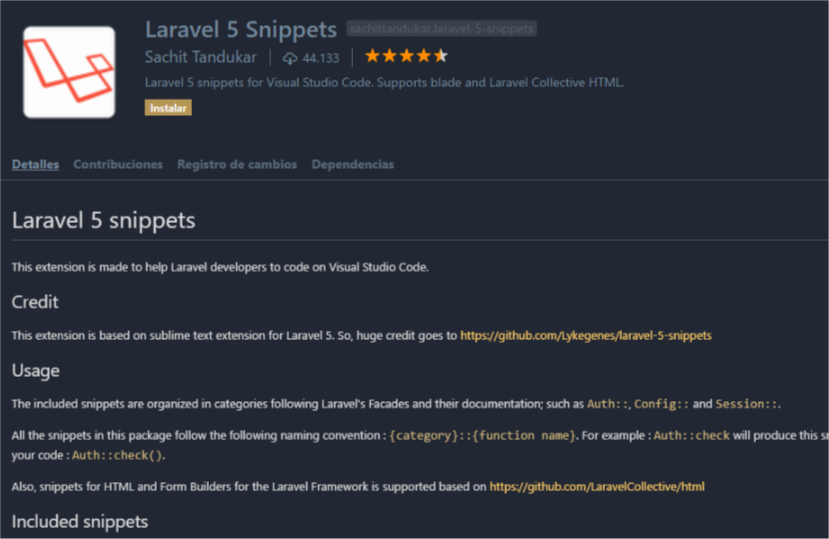 Laravel 5 Snippets sachittandukar.laravel-5-snippets
Sachit Tandukar 44.133
Laravel 5 snippets for Visual Studio Code. Supports blade and Laravel Collective HTML.
Instalar
Detalles Contribuciones Registro de cambios Dependencias
Laravel 5 snippets
This extension is made to help Laravel developers to code on Visual Studio Code.
Credit
This extension is based on sublime text extension for Laravel 5. So, huge credit goes to https://github.com/Lykegenes/laravel-5-snippets
Usage
The included snippets are organized in categories following Laravel's Facades and their documentation; such as Auth::, Config:: and Session::.
All the snippets in this package follow the following naming convention : {category}::{function name}. For example : Auth::check will produce this
your code : Auth::check().
Also, snippets for HTML and Form Builders for the Laravel Framework is supported based on https://github.com/LaravelCollective/html
Included snippets